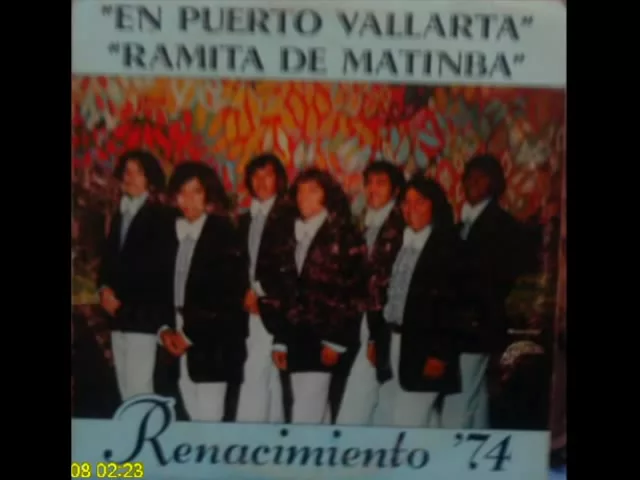 "EN PUERTO VALLARTA"
"RAMITA DE MATINBA"
Renacimiento '74
08 02:23